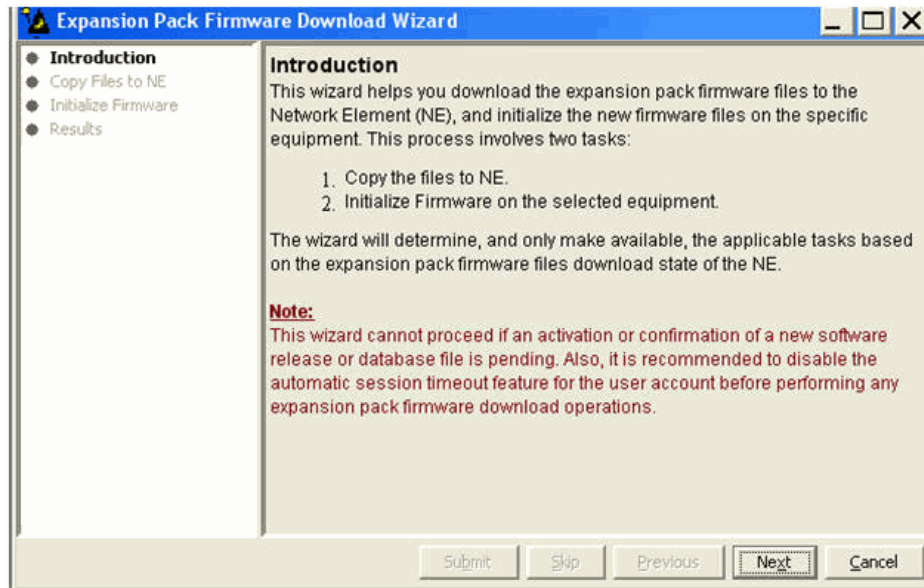 Expansion Pack Firmware Download Wizard
Introduction
Copy Files to NE
Initialize Firmware
Results
Introduction
This wizard helps you download the expansion pack firmware files to the
Network Element (NE), and initialize the new firmware files on the specific
equipment. This process involves two tasks:
1. Copy the files to NE.
2. Initialize Firmware on the selected equipment.
The wizard will determine, and only make available, the applicable tasks based
on the expansion pack firmware files download state of the NE.
Note:
This wizard cannot proceed if an activation or confirmation of a new software
release or database file is pending. Also, it is recommended to disable the
automatic session timeout feature for the user account before performing any
expansion pack firmware download operations.
Submit Skip Previous Next Cancel